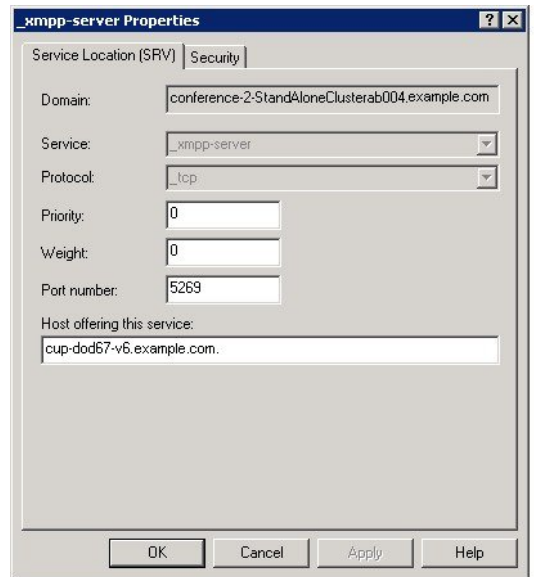 _xmpp-server Properties
Service Location (SRV) Security
Domain: conference-2-StandAloneClusterab004.example.com
Service: _xmpp-server
Protocol: _tcp
Priority: 0
Weight: 0
Port number: 5269
Host offering this service:
cup-dod67-v6.example.com.
OK Cancel Apply Help